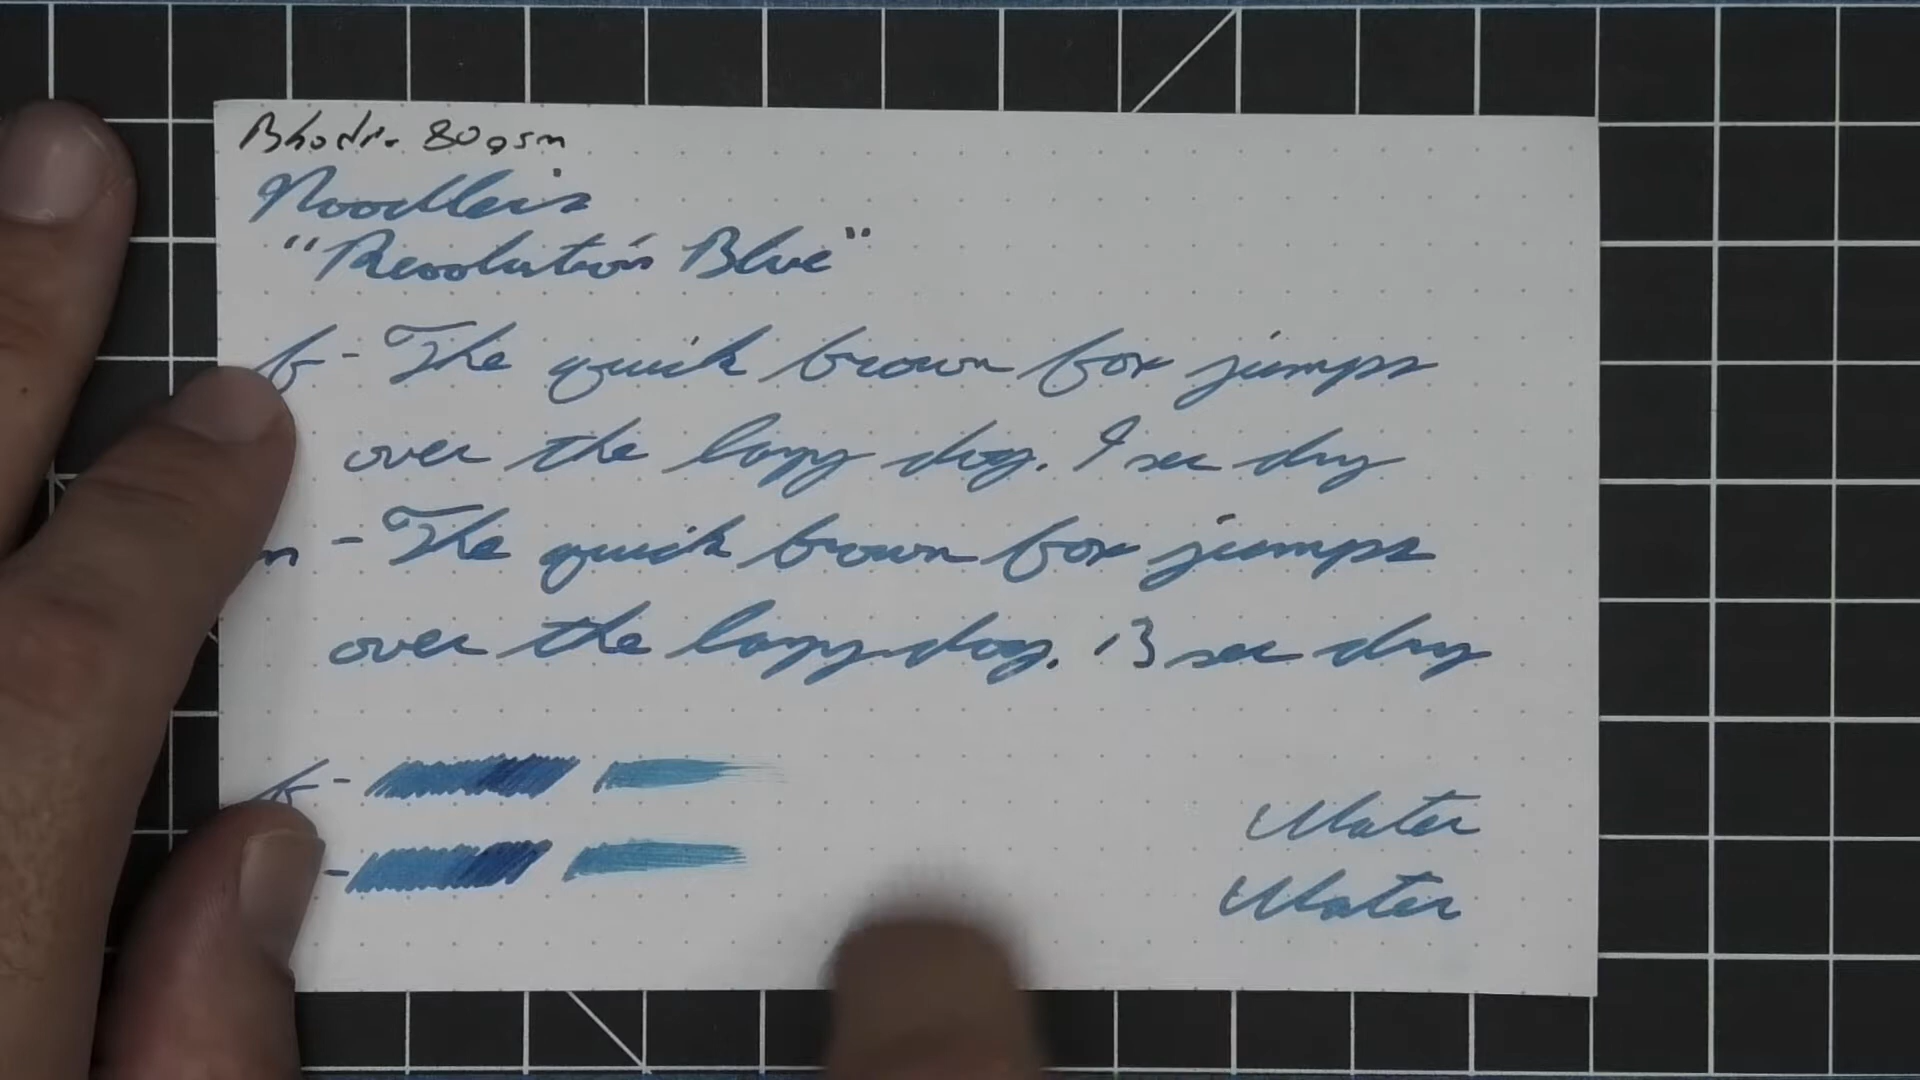 Rhodia 80gsm
Noodler's
"Revolution Blue"
f - The quick brown fox jumps
over the lazy dog. 9 sec dry
m - The quick brown fox jumps
over the lazy dog. 13 sec dry
f -
-
Water
Water